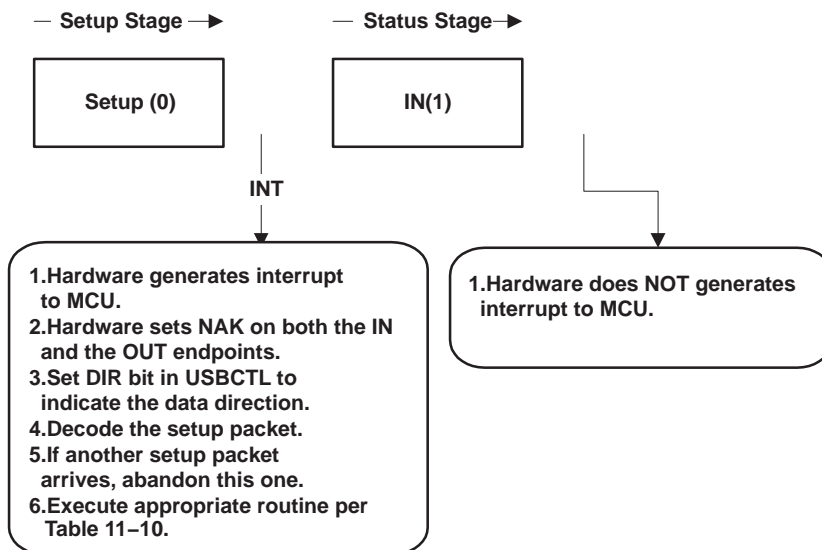 Setup Stage
Status Stage
Setup (0)
IN(1)
INT
1.Hardware generates interrupt
to MCU.
2.Hardware sets NAK on both the IN
and the OUT endpoints.
3.Set DIR bit in USBCTL to
indicate the data direction.
4.Decode the setup packet.
5.If another setup packet
arrives, abandon this one.
6.Execute appropriate routine per
Table 11–10.
1.Hardware does NOT generates
interrupt to MCU.